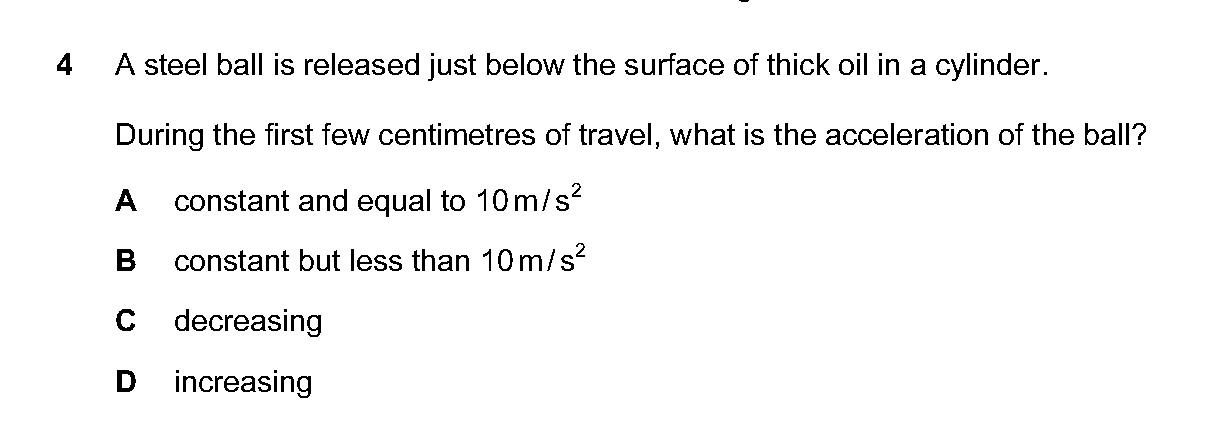 4 A steel ball is released just below the surface of thick oil in a cylinder.
During the first few centimetres of travel, what is the acceleration of the ball?
A constant and equal to 10 m/s²
B constant but less than 10 m/s²
C decreasing
D increasing